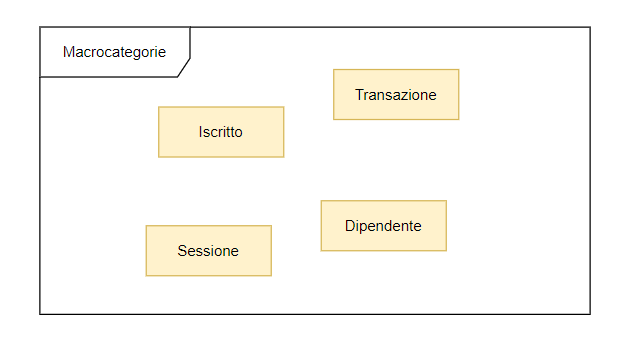 Macrocategorie
Transazione
Iscritto
Dipendente
Sessione